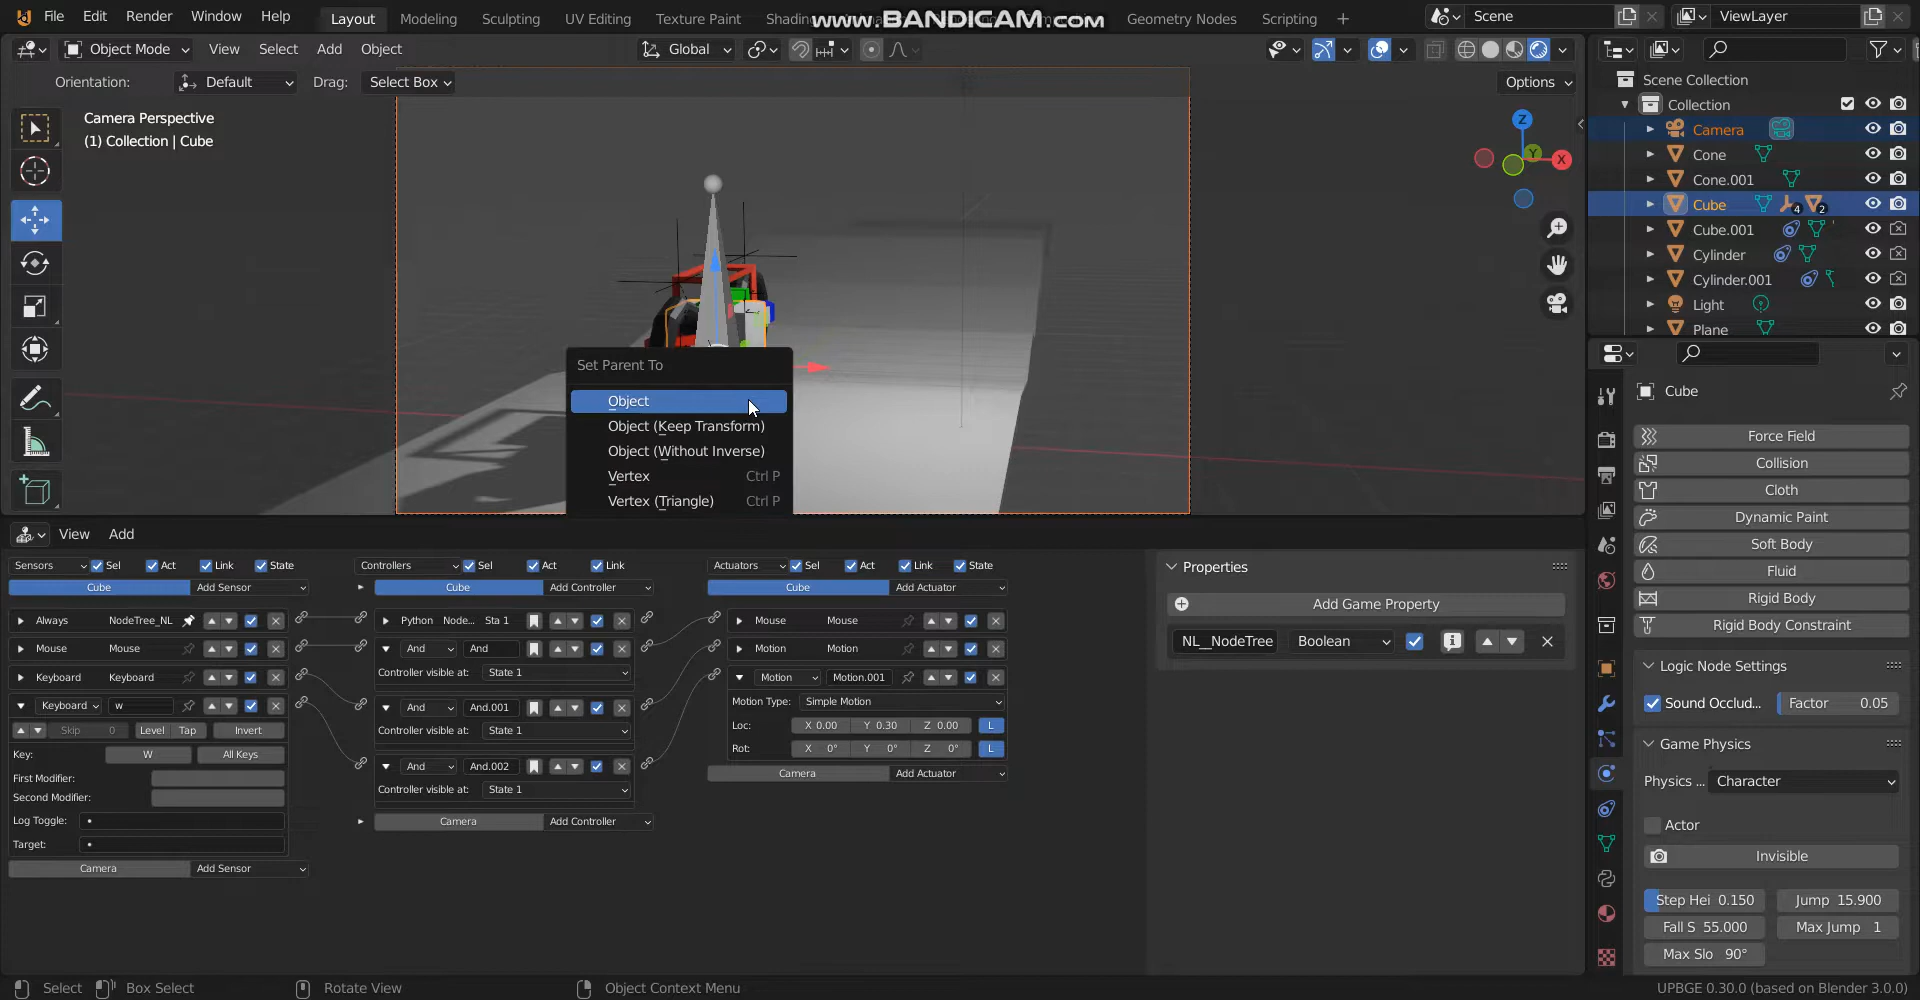 File Edit Render Window Help Layout Modeling Sculpting UV Editing Texture Paint Shading Geometry Nodes Scripting + Scene ViewLayer
www.BANDICAM.com
Object Mode View Select Add Object Global
Orientation: Default Drag: Select Box Options
Camera Perspective
(1) Collection | Cube
Z
Y
X
Set Parent To
Object
Object (Keep Transform)
Object (Without Inverse)
Vertex Ctrl P
Vertex (Triangle) Ctrl P
Scene Collection
Collection
Camera
Cone
Cone.001
Cube 4 2
Cube.001
Cylinder
Cylinder.001
Light
Plane
Cube
Force Field
Collision
Cloth
Dynamic Paint
Soft Body
Fluid
Rigid Body
Rigid Body Constraint
Logic Node Settings
Sound Occlud... Factor 0.05
Game Physics
Physics ... Character
Actor
Invisible
Step Hei 0.150 Jump 15.900
Fall S 55.000 Max Jump 1
Max Slo 90°
View Add
Sensors Sel Act Link State
Cube Add Sensor
Always NodeTree_NL
Mouse Mouse
Keyboard Keyboard
Keyboard w
Skip 0 Level Tap Invert
Key: W All Keys
First Modifier:
Second Modifier:
Log Toggle:
Target:
Camera Add Sensor
Controllers Sel Act Link
Cube Add Controller
Python Node... Sta 1
And And
Controller visible at: State 1
And And.001
Controller visible at: State 1
And And.002
Controller visible at: State 1
Camera Add Controller
Actuators Sel Act Link State
Cube Add Actuator
Mouse Mouse
Motion Motion
Motion Motion.001
Motion Type: Simple Motion
Loc: X 0.00 Y 0.30 Z 0.00 L
Rot: X 0° Y 0° Z 0° L
Camera Add Actuator
Properties
Add Game Property
NL__NodeTree Boolean
Select Box Select Rotate View Object Context Menu UPBGE 0.30.0 (based on Blender 3.0.0)